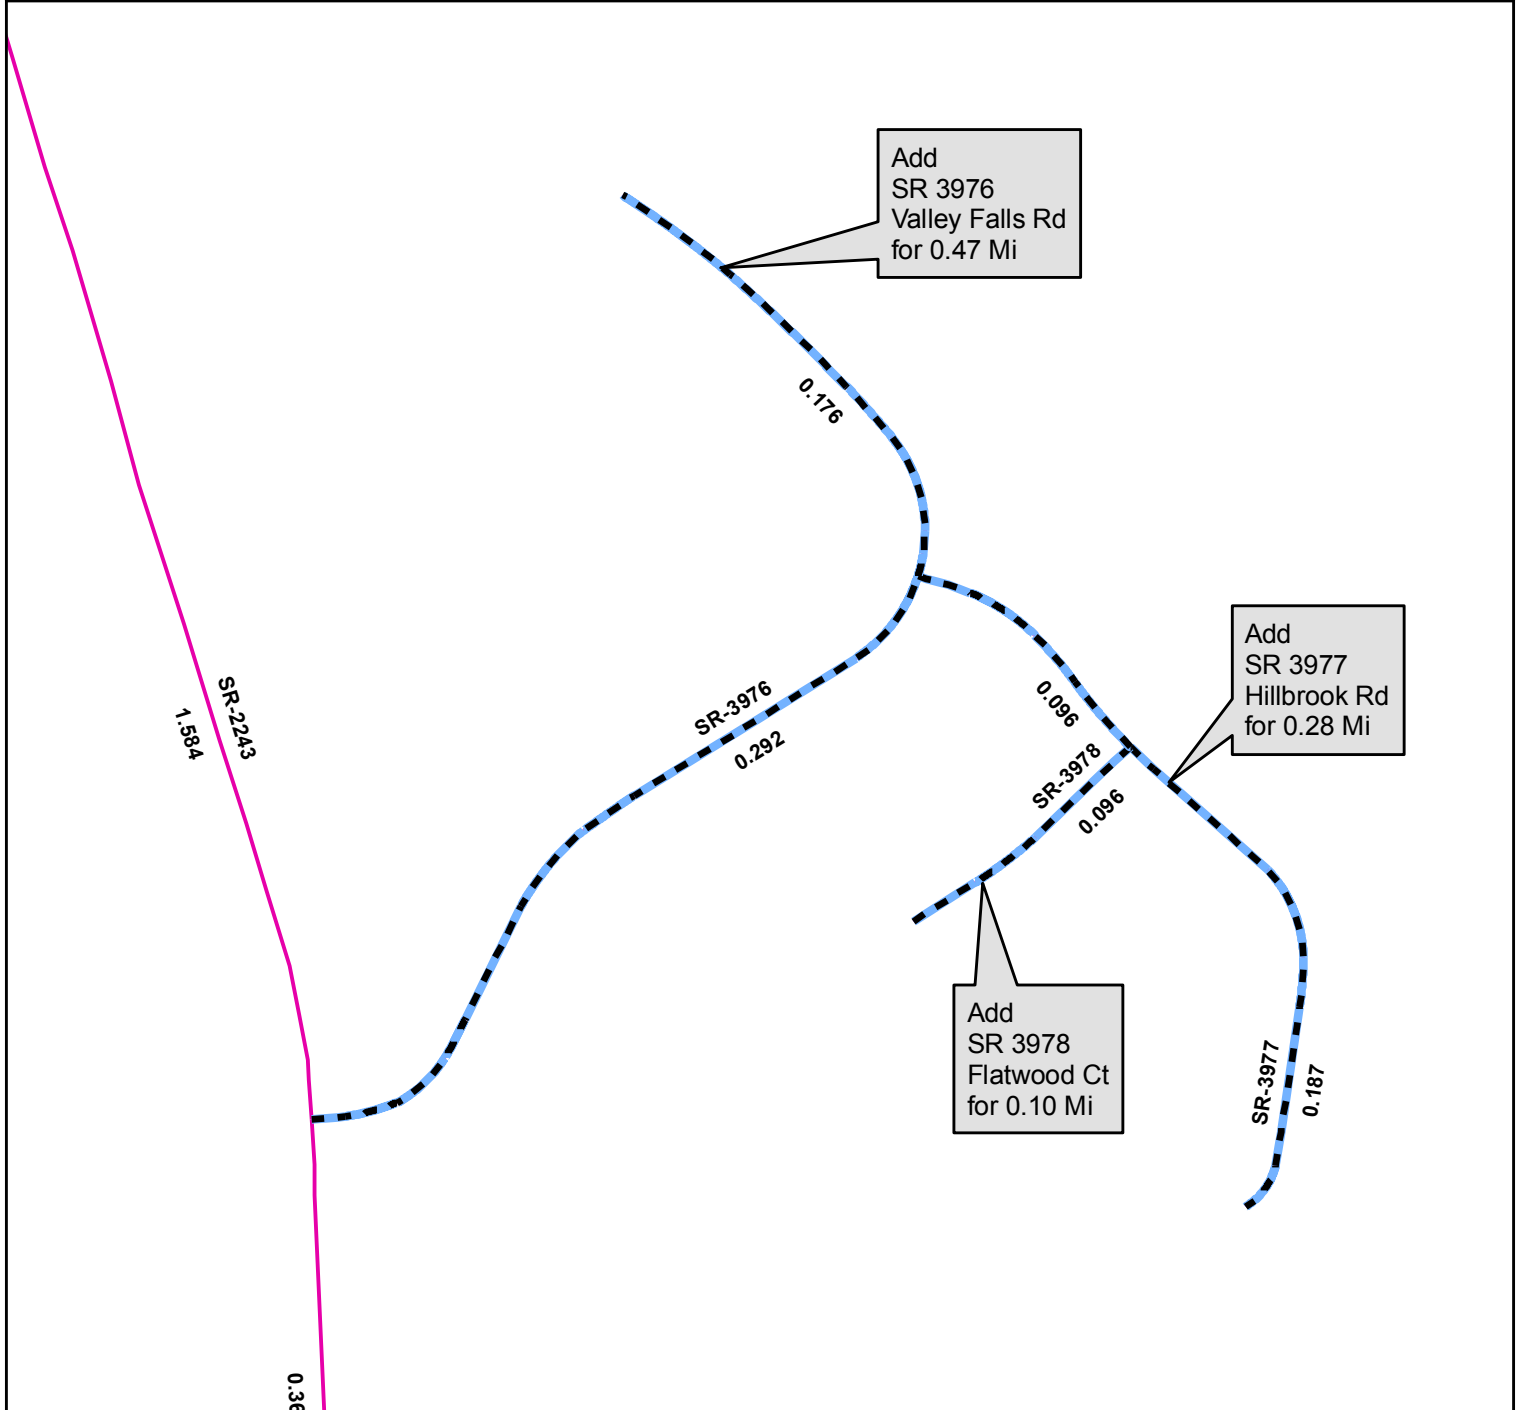 Add
SR 3976
Valley Falls Rd
for 0.47 Mi
0.176
Add
SR 3977
Hillbrook Rd
for 0.28 Mi
SR-2243
1.584
SR-3976
0.292
0.096
SR-3978
0.096
Add
SR 3978
Flatwood Ct
for 0.10 Mi
SR-3977
0.187